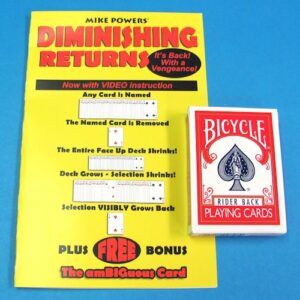 MIKE POWERS'
DIMINISHING
RETURNS
It's Back!
With a
Vengeance!
Now with VIDEO instruction
Any Card is Named
The Named Card is Removed
The Entire Face Up Deck Shrinks!
Deck Grows - Selection Shrinks!
Selection VISIBLY Grows Back
PLUS FREE BONUS
The amBIGuous Card
BICYCLE
RIDER BACK
PLAYING CARDS